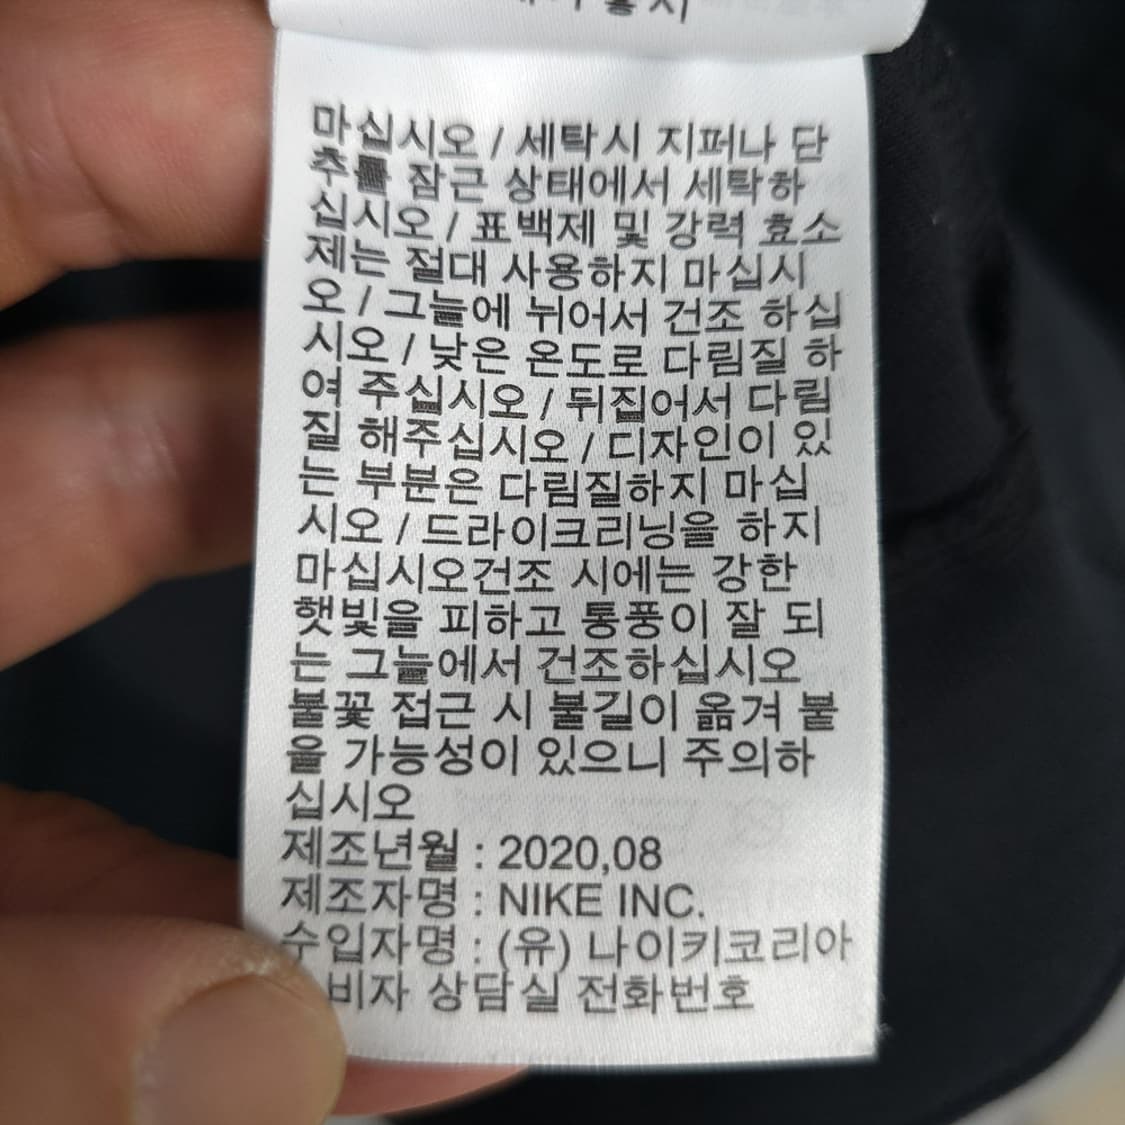 마십시오 / 세탁시 지퍼나 단
추를 잠근 상태에서 세탁하
십시오 / 표백제 및 강력 효소
제는 절대 사용하지 마십시
오 / 그늘에 뉘어서 건조 하십
시오 / 낮은 온도로 다림질 하
여 주십시오 / 뒤집어서 다림
질 해주십시오 / 디자인이 있
는 부분은 다림질하지 마십
시오 / 드라이크리닝을 하지
마십시오건조 시에는 강한
햇빛을 피하고 통풍이 잘 되
는 그늘에서 건조하십시오
불꽃 접근 시 불길이 옮겨 붙
을 가능성이 있으니 주의하
십시오
제조년월 : 2020,08
제조자명 : NIKE INC.
수입자명 : (유) 나이키코리아
비자 상담실 전화번호